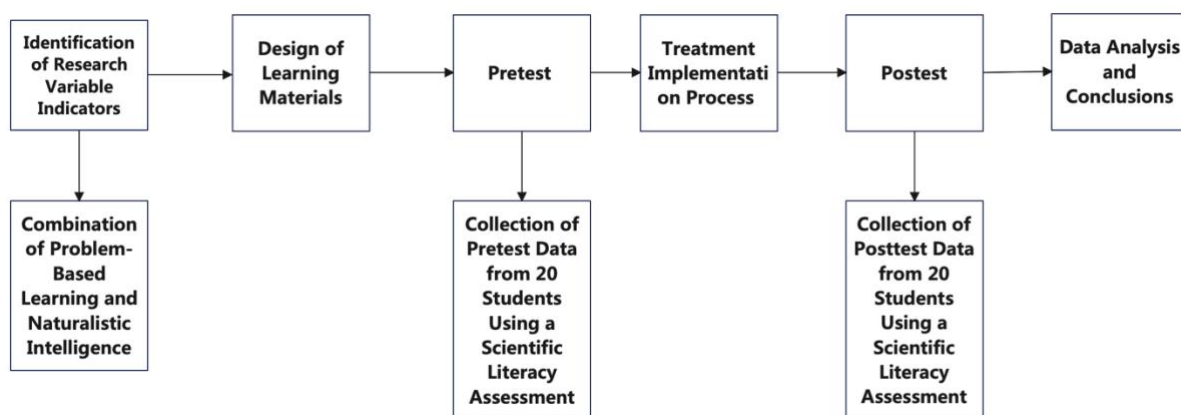 Identification
of Research
Variable
Indicators
Design of
Learning
Materials
Pretest
Treatment
Implementati
on Process
Postest
Data Analysis
and
Conclusions
Combination
of Problem-
Based
Learning and
Naturalistic
Intelligence
Collection of
Pretest Data
from 20
Students
Using a
Scientific
Literacy
Assessment
Collection of
Posttest Data
from 20
Students
Using a
Scientific
Literacy
Assessment